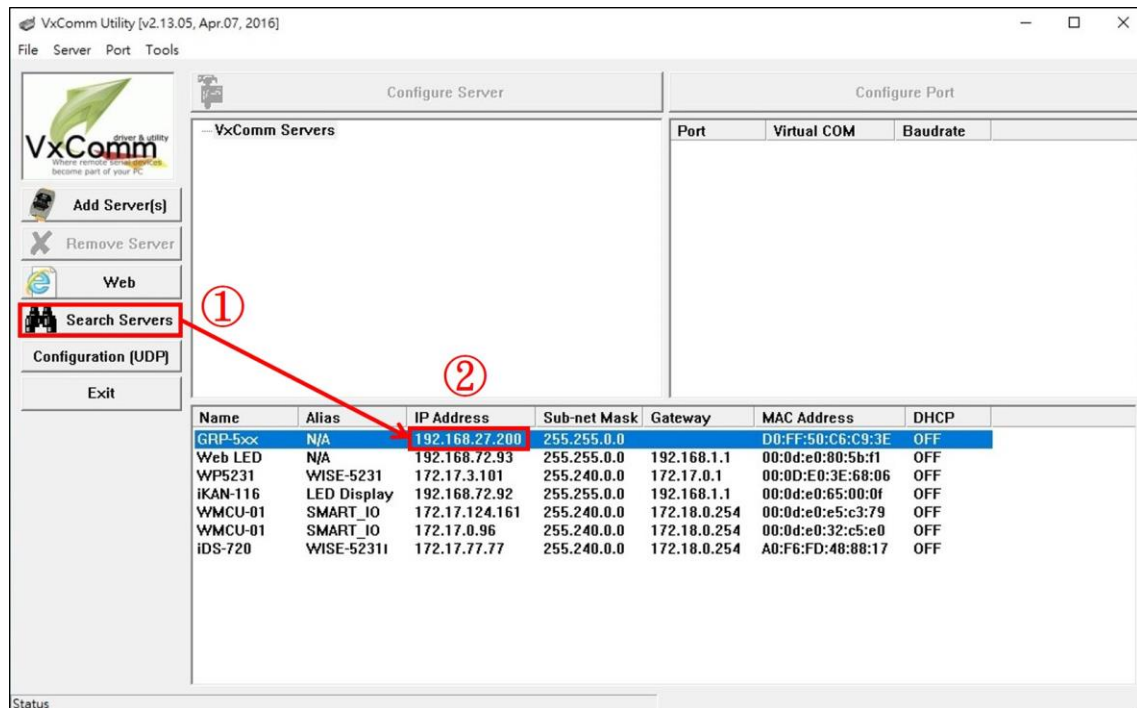 VxComm Utility [v2.13.05, Apr.07, 2016]
File Server Port Tools
driver & utility
VxComm
Where remote serial devices
become part of your PC
Add Server(s)
Remove Server
Web
Search Servers
Configuration (UDP)
Exit
①
②
Configure Server
Configure Port
VxComm Servers
Port Virtual COM Baudrate
Name Alias IP Address Sub-net Mask Gateway MAC Address DHCP
GRP-5xx N/A 192.168.27.200 255.255.0.0 D0:FF:50:C6:C9:3E OFF
Web LED N/A 192.168.72.93 255.255.0.0 192.168.1.1 00:0d:e0:80:5b:f1 OFF
WP5231 WISE-5231 172.17.3.101 255.240.0.0 172.17.0.1 00:0D:E0:3E:68:06 OFF
iKAN-116 LED Display 192.168.72.92 255.255.0.0 192.168.1.1 00:0d:e0:65:00:0f OFF
WMCU-01 SMART_IO 172.17.124.161 255.240.0.0 172.18.0.254 00:0d:e0:e5:c3:79 OFF
WMCU-01 SMART_IO 172.17.0.96 255.240.0.0 172.18.0.254 00:0d:e0:32:c5:e0 OFF
iDS-720 WISE-5231I 172.17.77.77 255.240.0.0 172.18.0.254 A0:F6:FD:48:88:17 OFF
Status